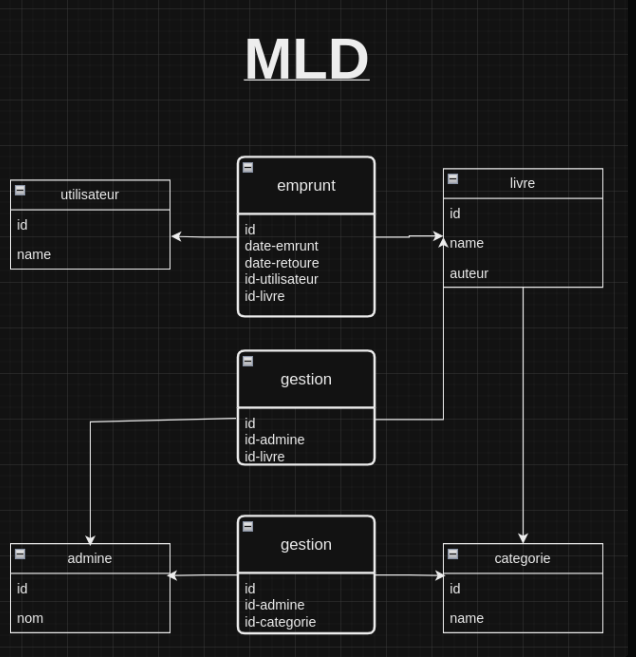 MLD
utilisateur
id
name
emprunt
id
date-emrunt
date-retoure
id-utilisateur
id-livre
livre
id
name
auteur
gestion
id
id-admine
id-livre
admine
id
nom
gestion
id
id-admine
id-categorie
categorie
id
name